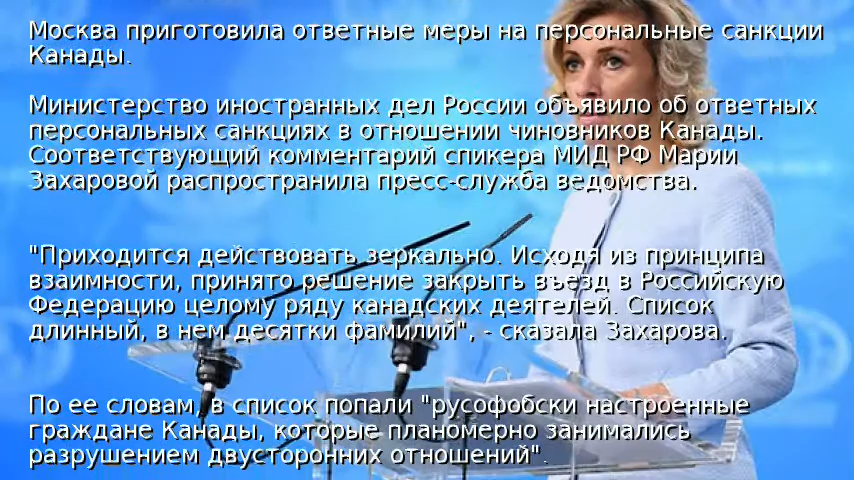 Москва приготовила ответные меры на персональные санкции
Канады.
Министерство иностранных дел России объявило об ответных
персональных санкциях в отношении чиновников Канады.
Соответствующий комментарий спикера МИД РФ Марии
Захаровой распространила пресс-служба ведомства.
"Приходится действовать зеркально. Исходя из принципа
взаимности, принято решение закрыть въезд в Российскую
Федерацию целому ряду канадских деятелей. Список
длинный, в нем десятки фамилий", - сказала Захарова.
По ее словам, в список попали "русофобски настроенные
граждане Канады, которые планомерно занимались
разрушением двусторонних отношений".